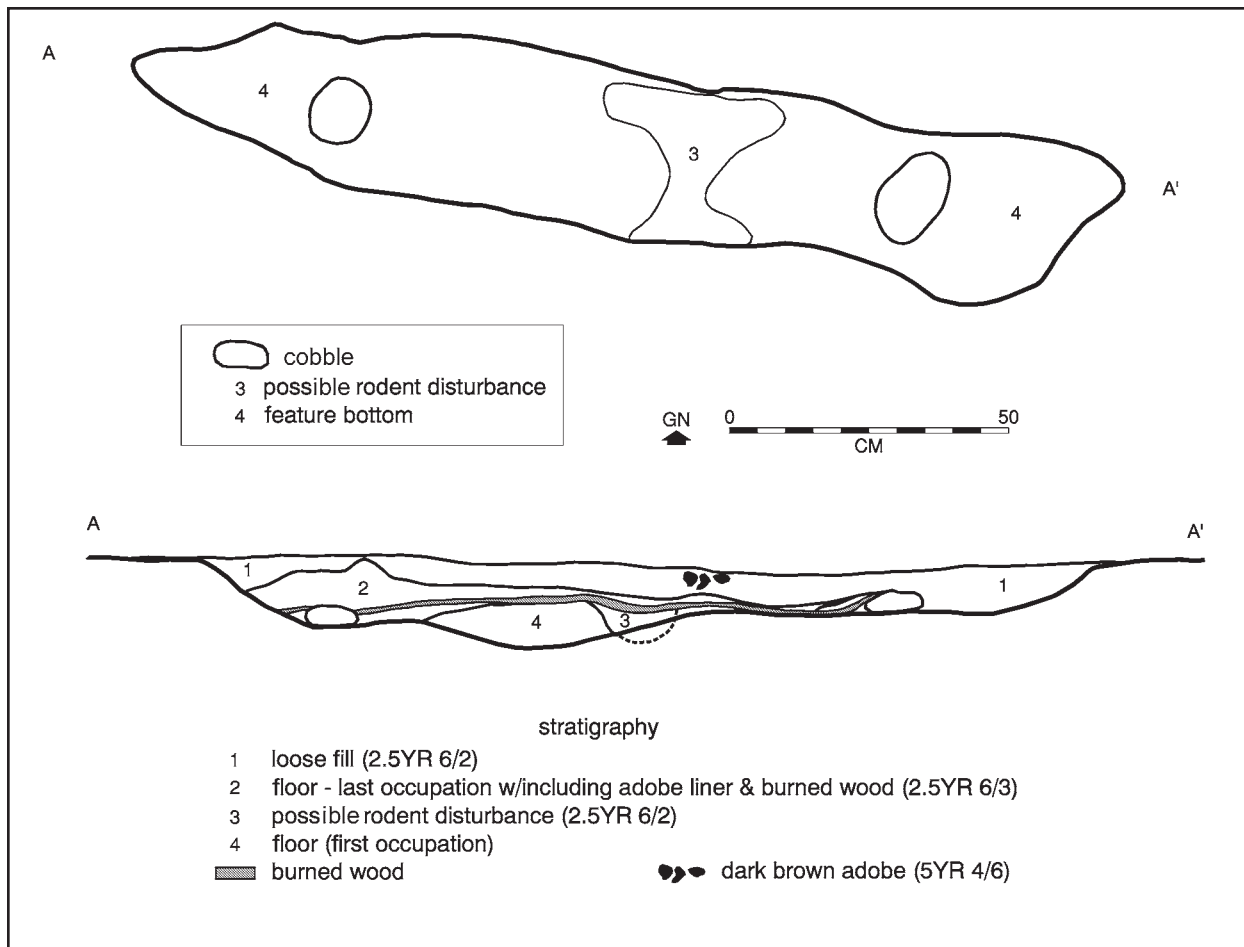 A
4
3
4
A'
cobble
3 possible rodent disturbance
4 feature bottom
GN
0 50
CM
A
A'
1
2
4
3
1
stratigraphy
1 loose fill (2.5YR 6/2)
2 floor - last occupation w/including adobe liner & burned wood (2.5YR 6/3)
3 possible rodent disturbance (2.5YR 6/2)
4 floor (first occupation)
burned wood
dark brown adobe (5YR 4/6)